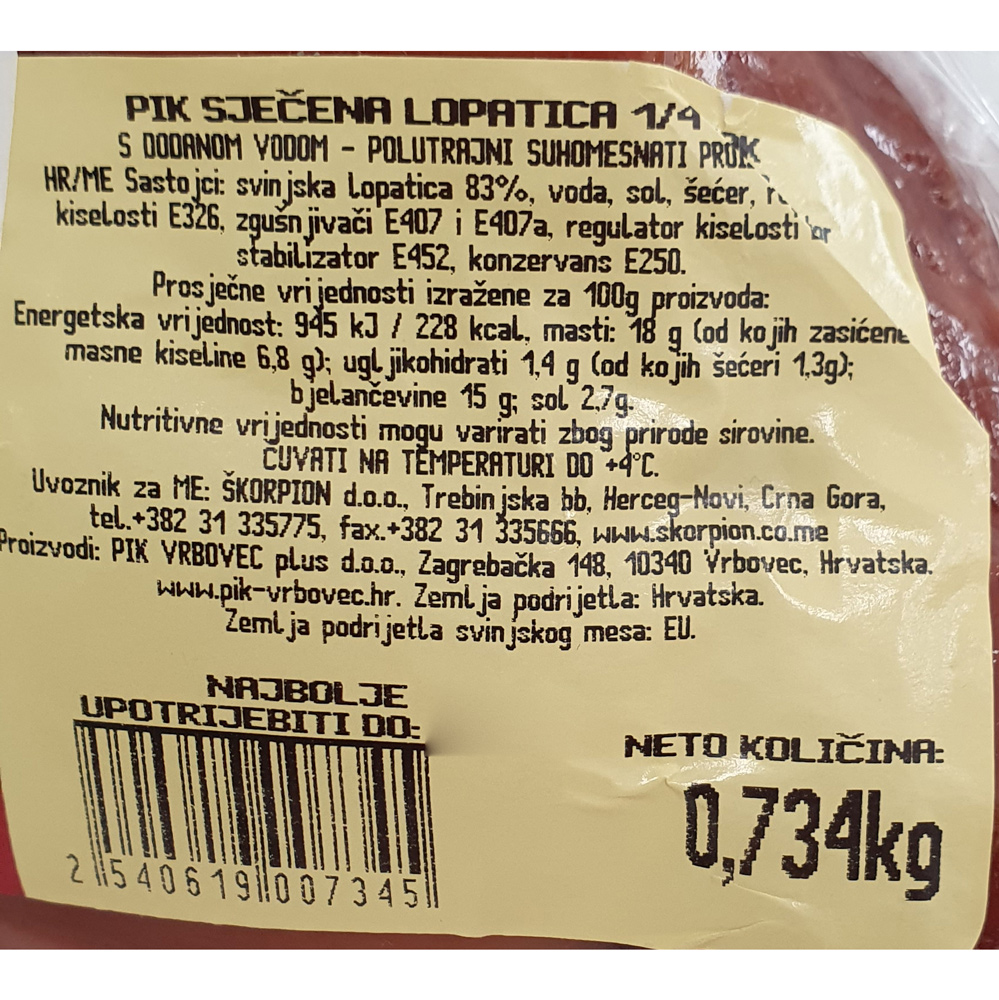 PIK SJEČENA LOPATICA 1/4
S DODANOM VODOM - POLUTRAJNI SUHOMESNATI
HR/ME Sastojci: svinjska lopatica 83%, voda, sol, šećer,
kiselosti E326, zgušnjivači E407 i E407a, regulator kiselosti
stabilizator E452, konzervans E250.
Prosječne vrijednosti izražene za 100g proizvoda:
Energetska vrijednost: 945 kJ / 228 kcal, masti: 18 g (od kojih zasićene
masne kiseline 6,8 g); ugljikohidrati 1,4 g (od kojih šećeri 1,3g);
bjelančevine 15 g; sol 2,7g.
Nutritivne vrijednosti mogu varirati zbog prirode sirovine.
ČUVATI NA TEMPERATURI DO +4°C.
Uvoznik za ME: ŠKORPION d.o.o., Trebinjska bb, Herceg-Novi, Crna Gora,
tel.+382 31 335775, fax.+382 31 335666, www.skorpion.co.me
Proizvodi: PIK VRBOVEC plus d.o.o., Zagrebačka 148, 10340 Vrbovec, Hrvatska.
www.pik-vrbovec.hr. Zemlja podrijetla: Hrvatska.
Zemlja podrijetla svinjskog mesa: EU.
NAJBOLJE
UPOTRIJEBITI DO:
NETO KOLIČINA:
0,734kg
2 540619 007345